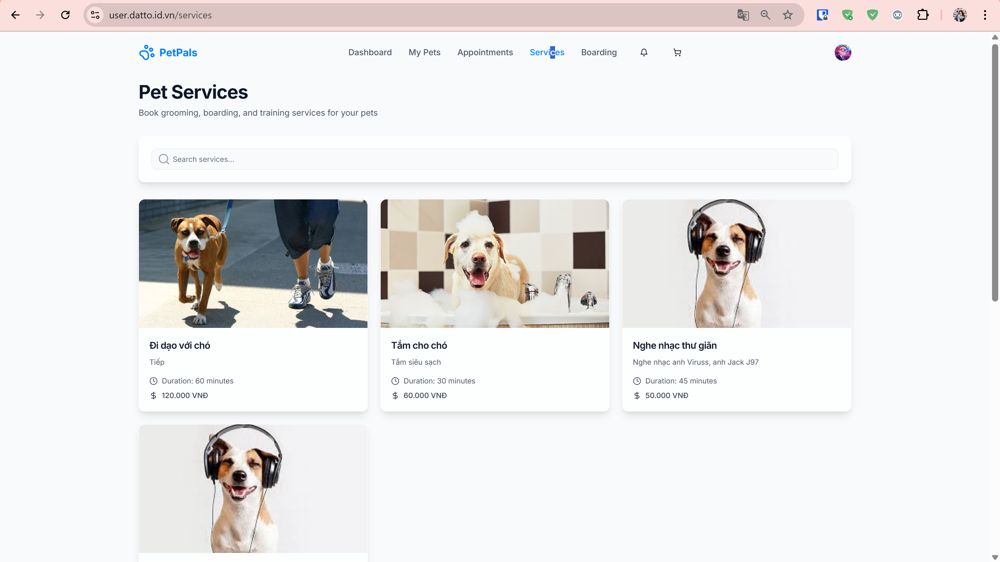 user.datto.id.vn/services
PetPals
Dashboard
My Pets
Appointments
Services
Boarding
Pet Services
Book grooming, boarding, and training services for your pets
Search services...
Đi dạo với chó
Tiếp
Duration: 60 minutes
120.000 VNĐ
Tắm cho chó
Tắm siêu sạch
Duration: 30 minutes
60.000 VNĐ
Nghe nhạc thư giãn
Nghe nhạc anh Viruss, anh Jack J97
Duration: 45 minutes
50.000 VNĐ